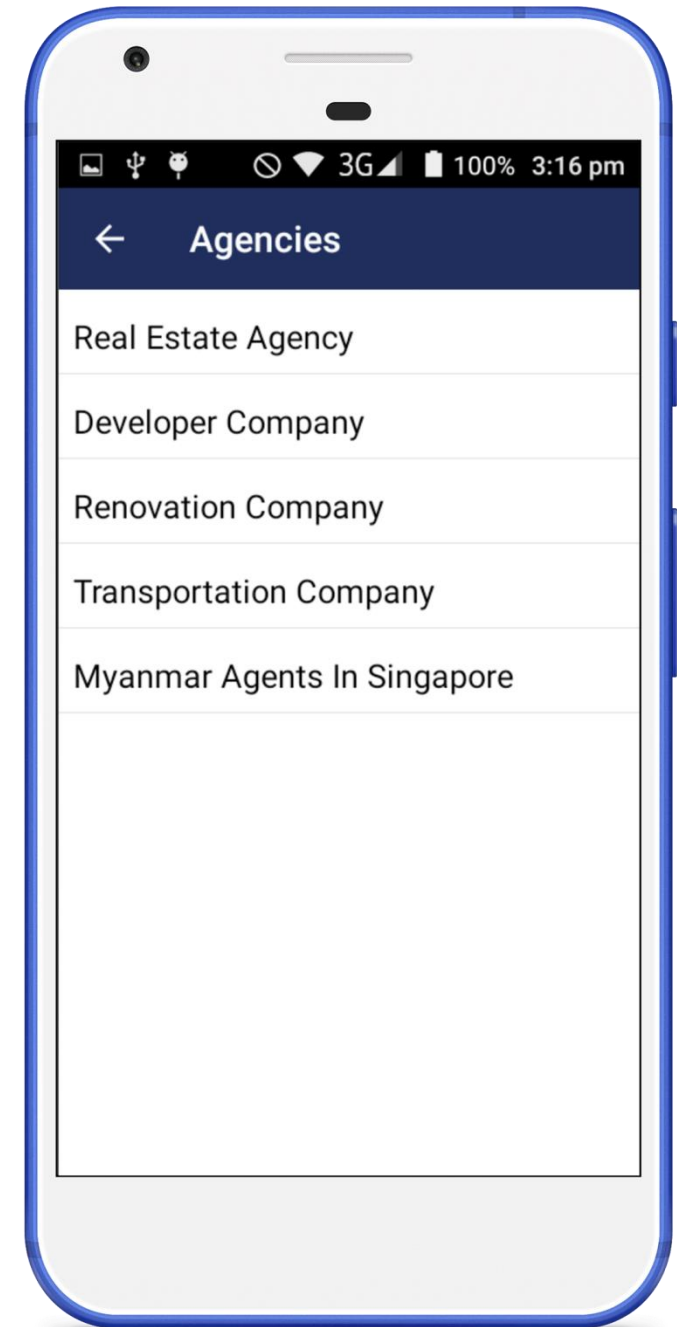 3G 100% 3:16 pm
Agencies
Real Estate Agency
Developer Company
Renovation Company
Transportation Company
Myanmar Agents In Singapore